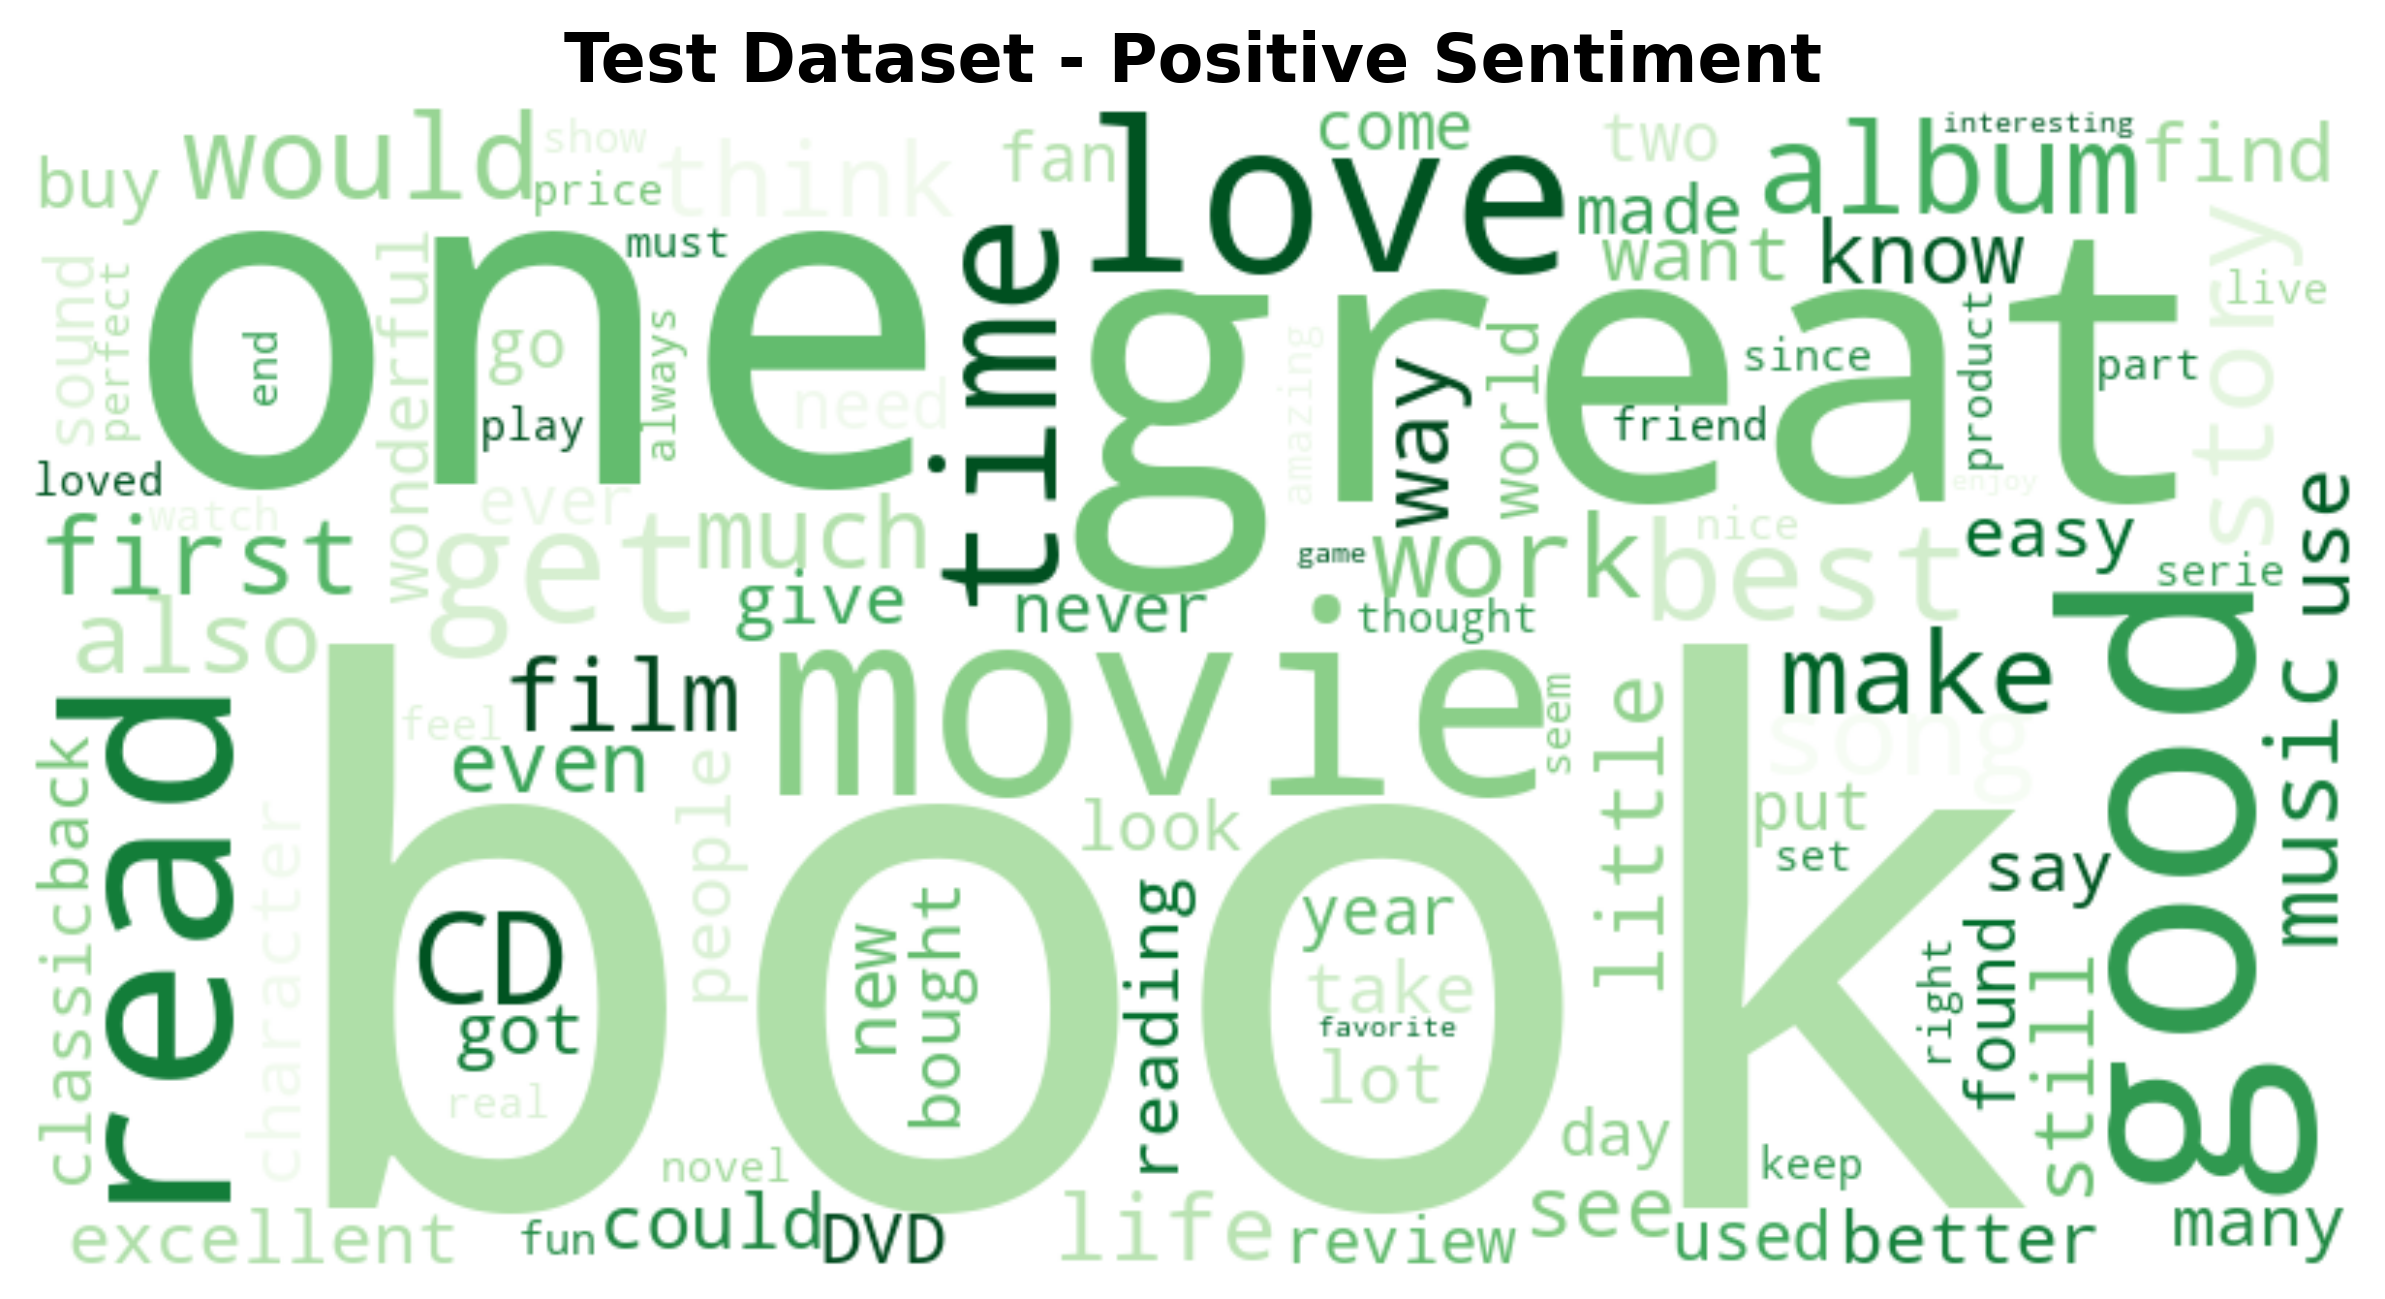 Test Dataset - Positive Sentiment
buy
would
show
price
think
fan
come
love
two
made
album
interesting
find
want
know
story
live
sound
perfect
one
end
wonderful
go
play
must
always
need
time
great
amazing
way
world
friend
since
product
part
enjoy
loved
watch
first
ever
get
much
give
never
game
work
thought
nice
best
easy
serie
use
also
film
feel
even
movie
seem
little
make
song
good
music
read
back
classic
character
book
people
look
put
set
say
CD
got
real
new
bought
reading
year
take
favorite
lot
right
found
still
novel
day
keep
excellent
fun
could
DVD
life
review
see
used
better
many